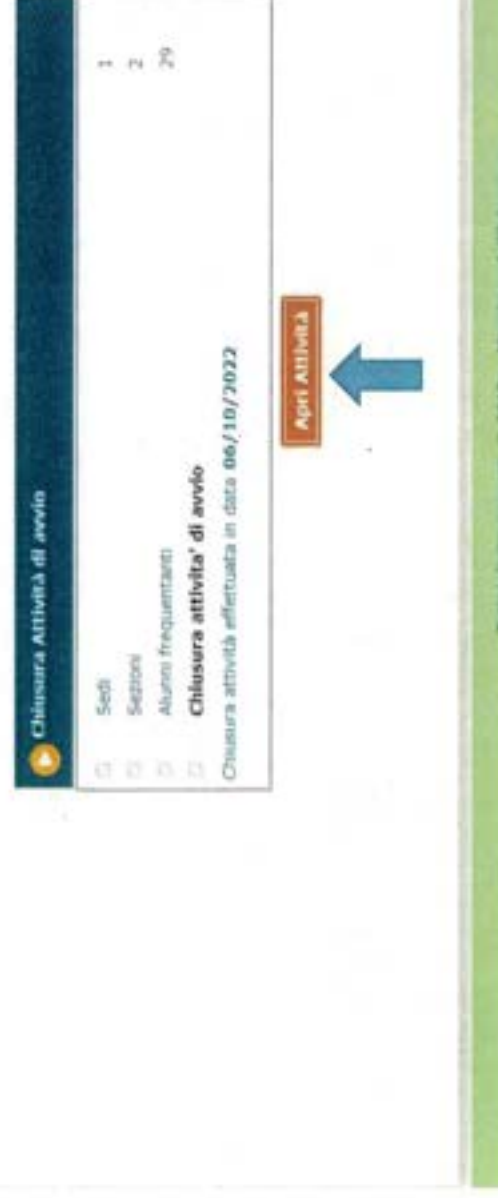 Chiusura Attività di avvio
Sedi 1
Sezioni 2
Alunni frequentanti 29
Chiusura attivita' di avvio
Chiusura attività effettuata in data 06/10/2022
Apri Attività